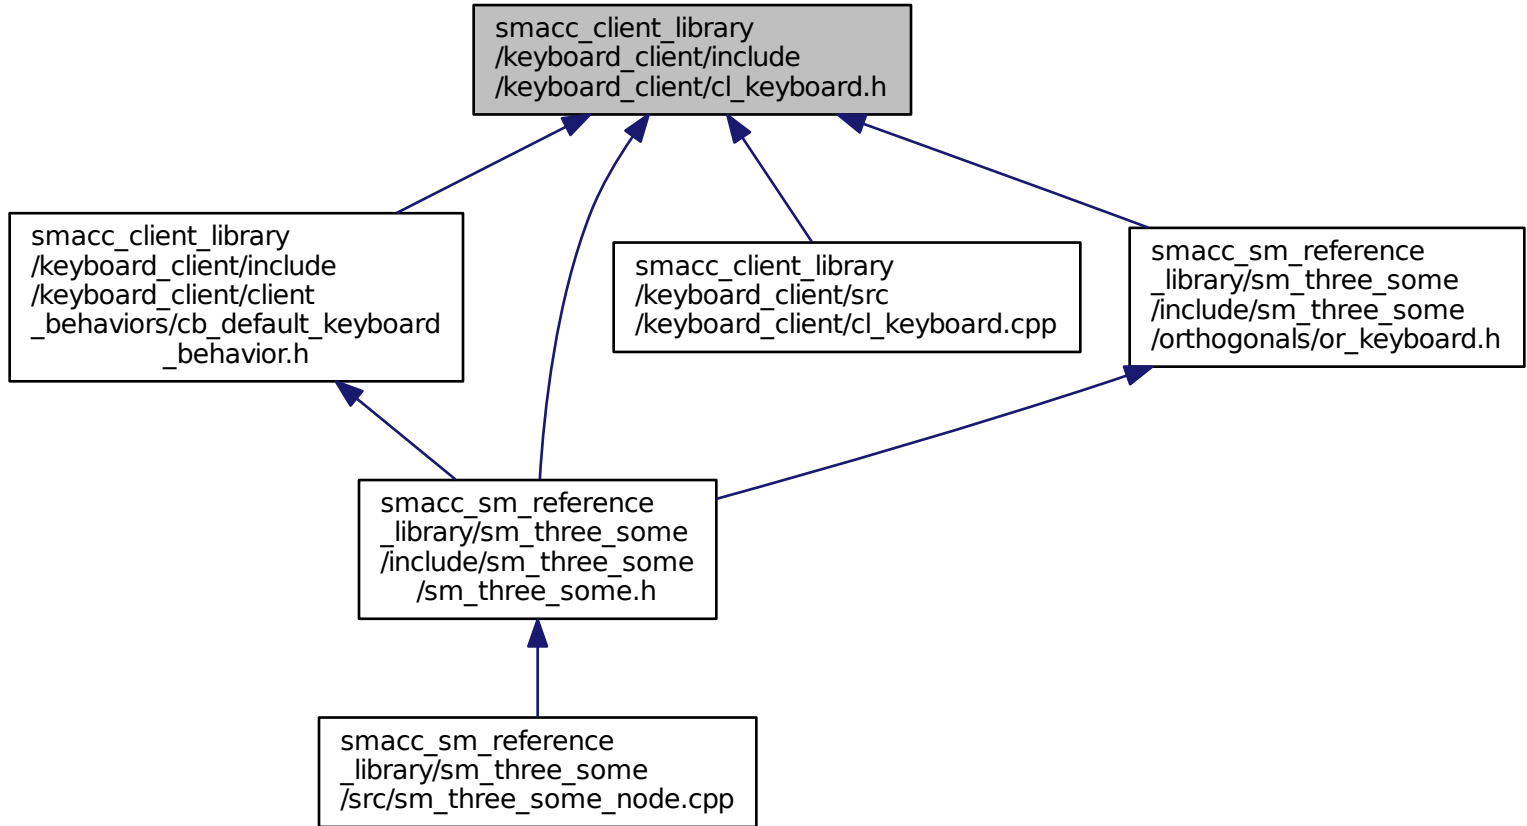 smacc_client_library
/keyboard_client/include
/keyboard_client/cl_keyboard.h
smacc_client_library
/keyboard_client/include
/keyboard_client/client
_behaviors/cb_default_keyboard
_behavior.h
smacc_client_library
/keyboard_client/src
/keyboard_client/cl_keyboard.cpp
smacc_sm_reference
_library/sm_three_some
/include/sm_three_some
/orthogonals/or_keyboard.h
smacc_sm_reference
_library/sm_three_some
/include/sm_three_some
/sm_three_some.h
smacc_sm_reference
_library/sm_three_some
/src/sm_three_some_node.cpp